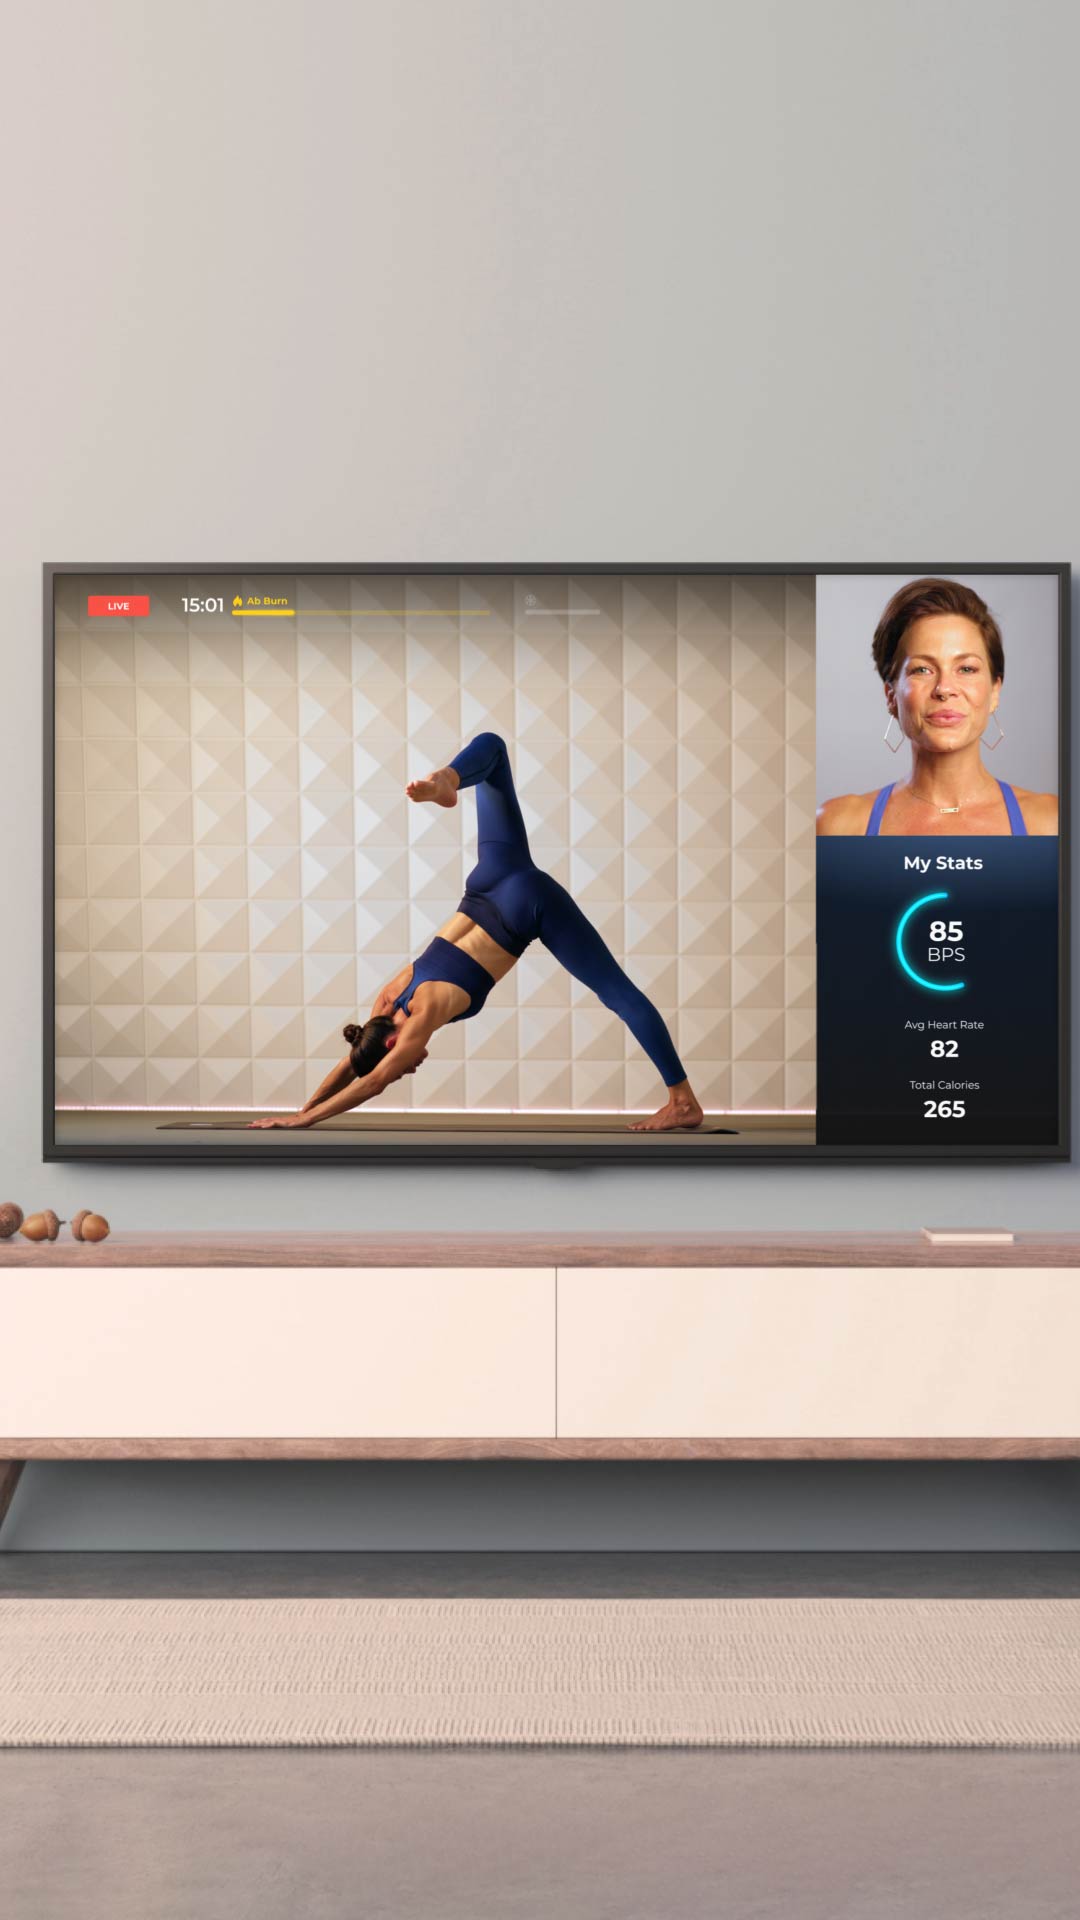 LIVE
15:01 Ab Burn
My Stats
85
BPS
Avg Heart Rate
82
Total Calories
265